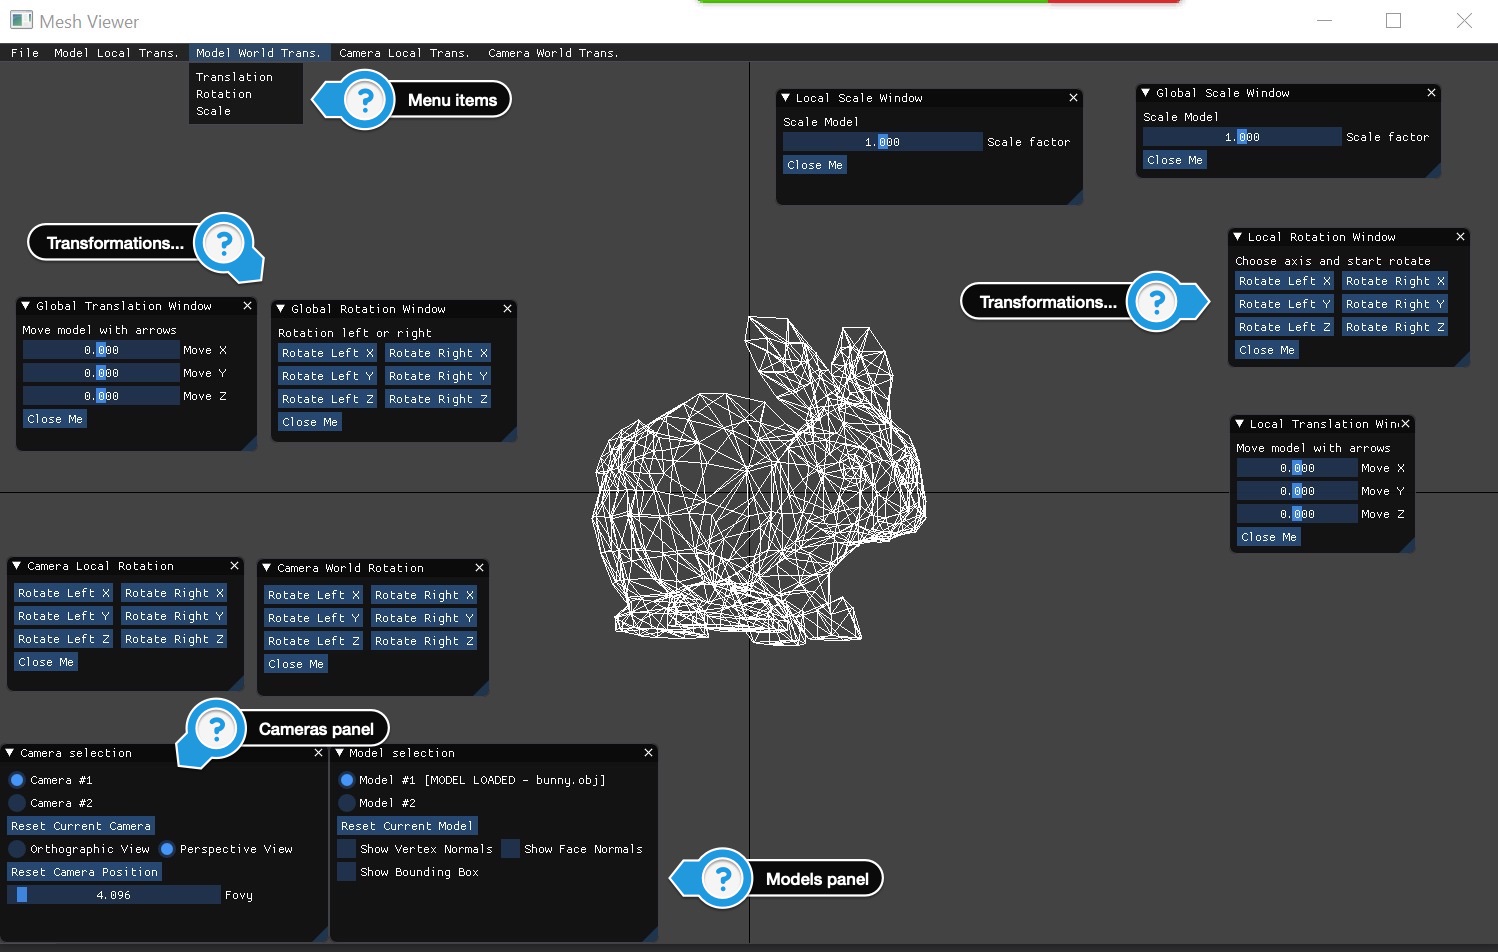 Mesh Viewer
File Model Local Trans. Model World Trans. Camera Local Trans. Camera World Trans.
Translation
Rotation
Scale
Menu items
Local Scale Window
Scale Model
1.000 Scale factor
Close Me
Global Scale Window
Scale Model
1.000 Scale factor
Close Me
Transformations...
Global Translation Window
Move model with arrows
0.000 Move X
0.000 Move Y
0.000 Move Z
Close Me
Global Rotation Window
Rotation left or right
Rotate Left X Rotate Right X
Rotate Left Y Rotate Right Y
Rotate Left Z Rotate Right Z
Close Me
Transformations...
Local Rotation Window
Choose axis and start rotate
Rotate Left X Rotate Right X
Rotate Left Y Rotate Right Y
Rotate Left Z Rotate Right Z
Close Me
Local Translation Win
Move model with arrows
0.000 Move X
0.000 Move Y
0.000 Move Z
Close Me
Camera Local Rotation
Rotate Left X Rotate Right X
Rotate Left Y Rotate Right Y
Rotate Left Z Rotate Right Z
Close Me
Camera World Rotation
Rotate Left X Rotate Right X
Rotate Left Y Rotate Right Y
Rotate Left Z Rotate Right Z
Close Me
Cameras panel
Camera selection
Camera #1
Camera #2
Reset Current Camera
Orthographic View Perspective View
Reset Camera Position
4.096 Fovy
Model selection
Model #1 [MODEL LOADED - bunny.obj]
Model #2
Reset Current Model
Show Vertex Normals Show Face Normals
Show Bounding Box
Models panel